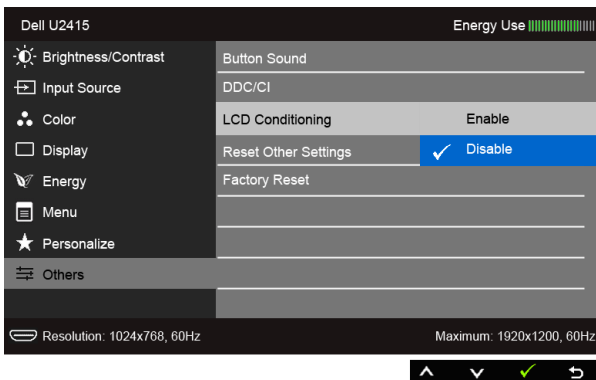 Dell U2415 Energy Use
Brightness/Contrast Button Sound
Input Source DDC/CI
Color LCD Conditioning Enable
Display Reset Other Settings Disable
Energy Factory Reset
Menu
Personalize
Others
Resolution: 1024x768, 60Hz Maximum: 1920x1200, 60Hz